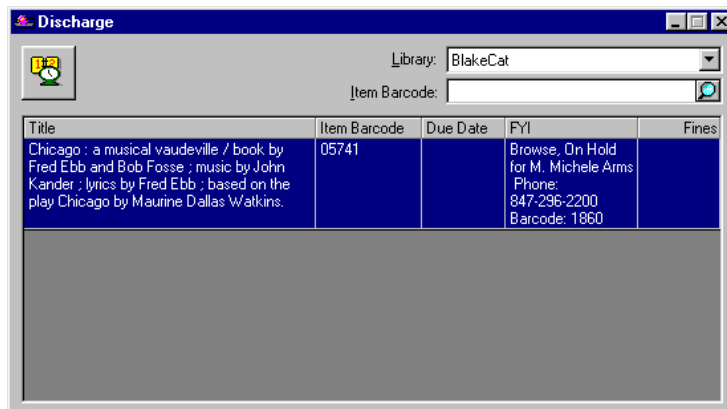 Discharge
Library: BlakeCat
Item Barcode:
Title Item Barcode Due Date FYI Fines
Chicago : a musical vaudeville / book by
Fred Ebb and Bob Fosse ; music by John
Kander ; lyrics by Fred Ebb ; based on the
play Chicago by Maurine Dallas Watkins.
05741
Browse, On Hold
for M. Michele Arms
Phone:
847-296-2200
Barcode: 1860